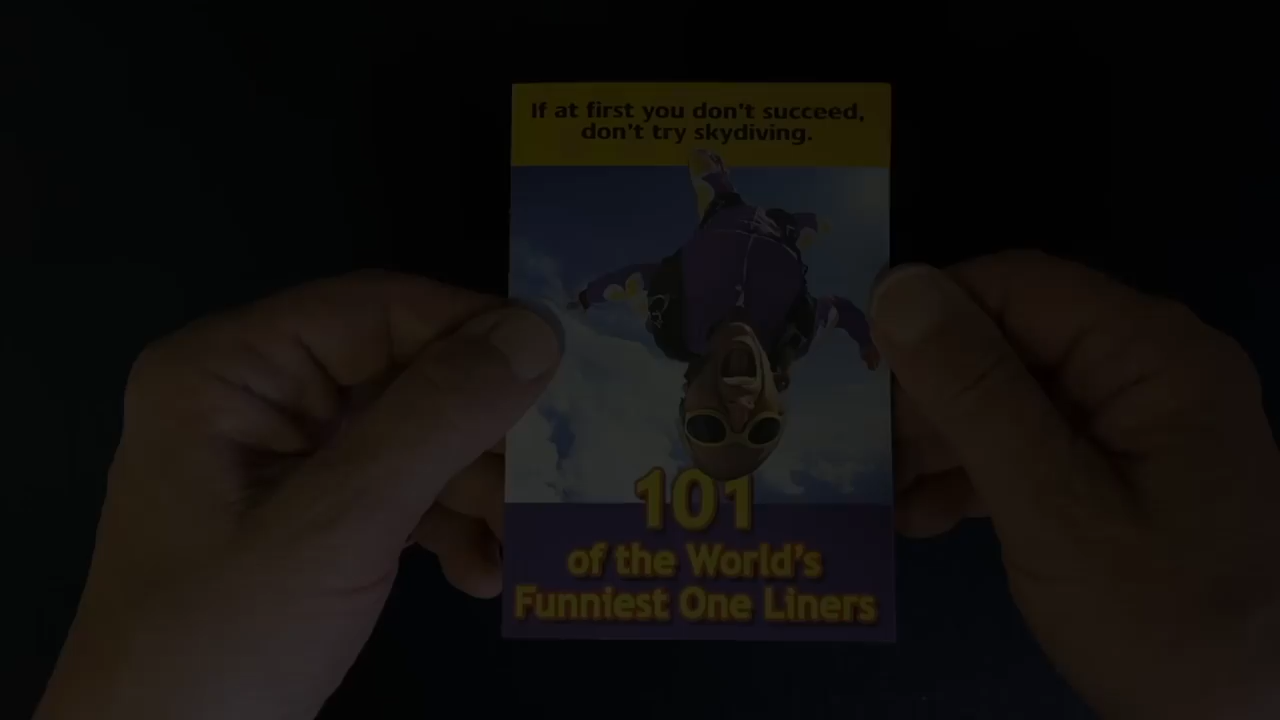 If at first you don't succeed,
don't try skydiving.
101
of the World's
Funniest One Liners